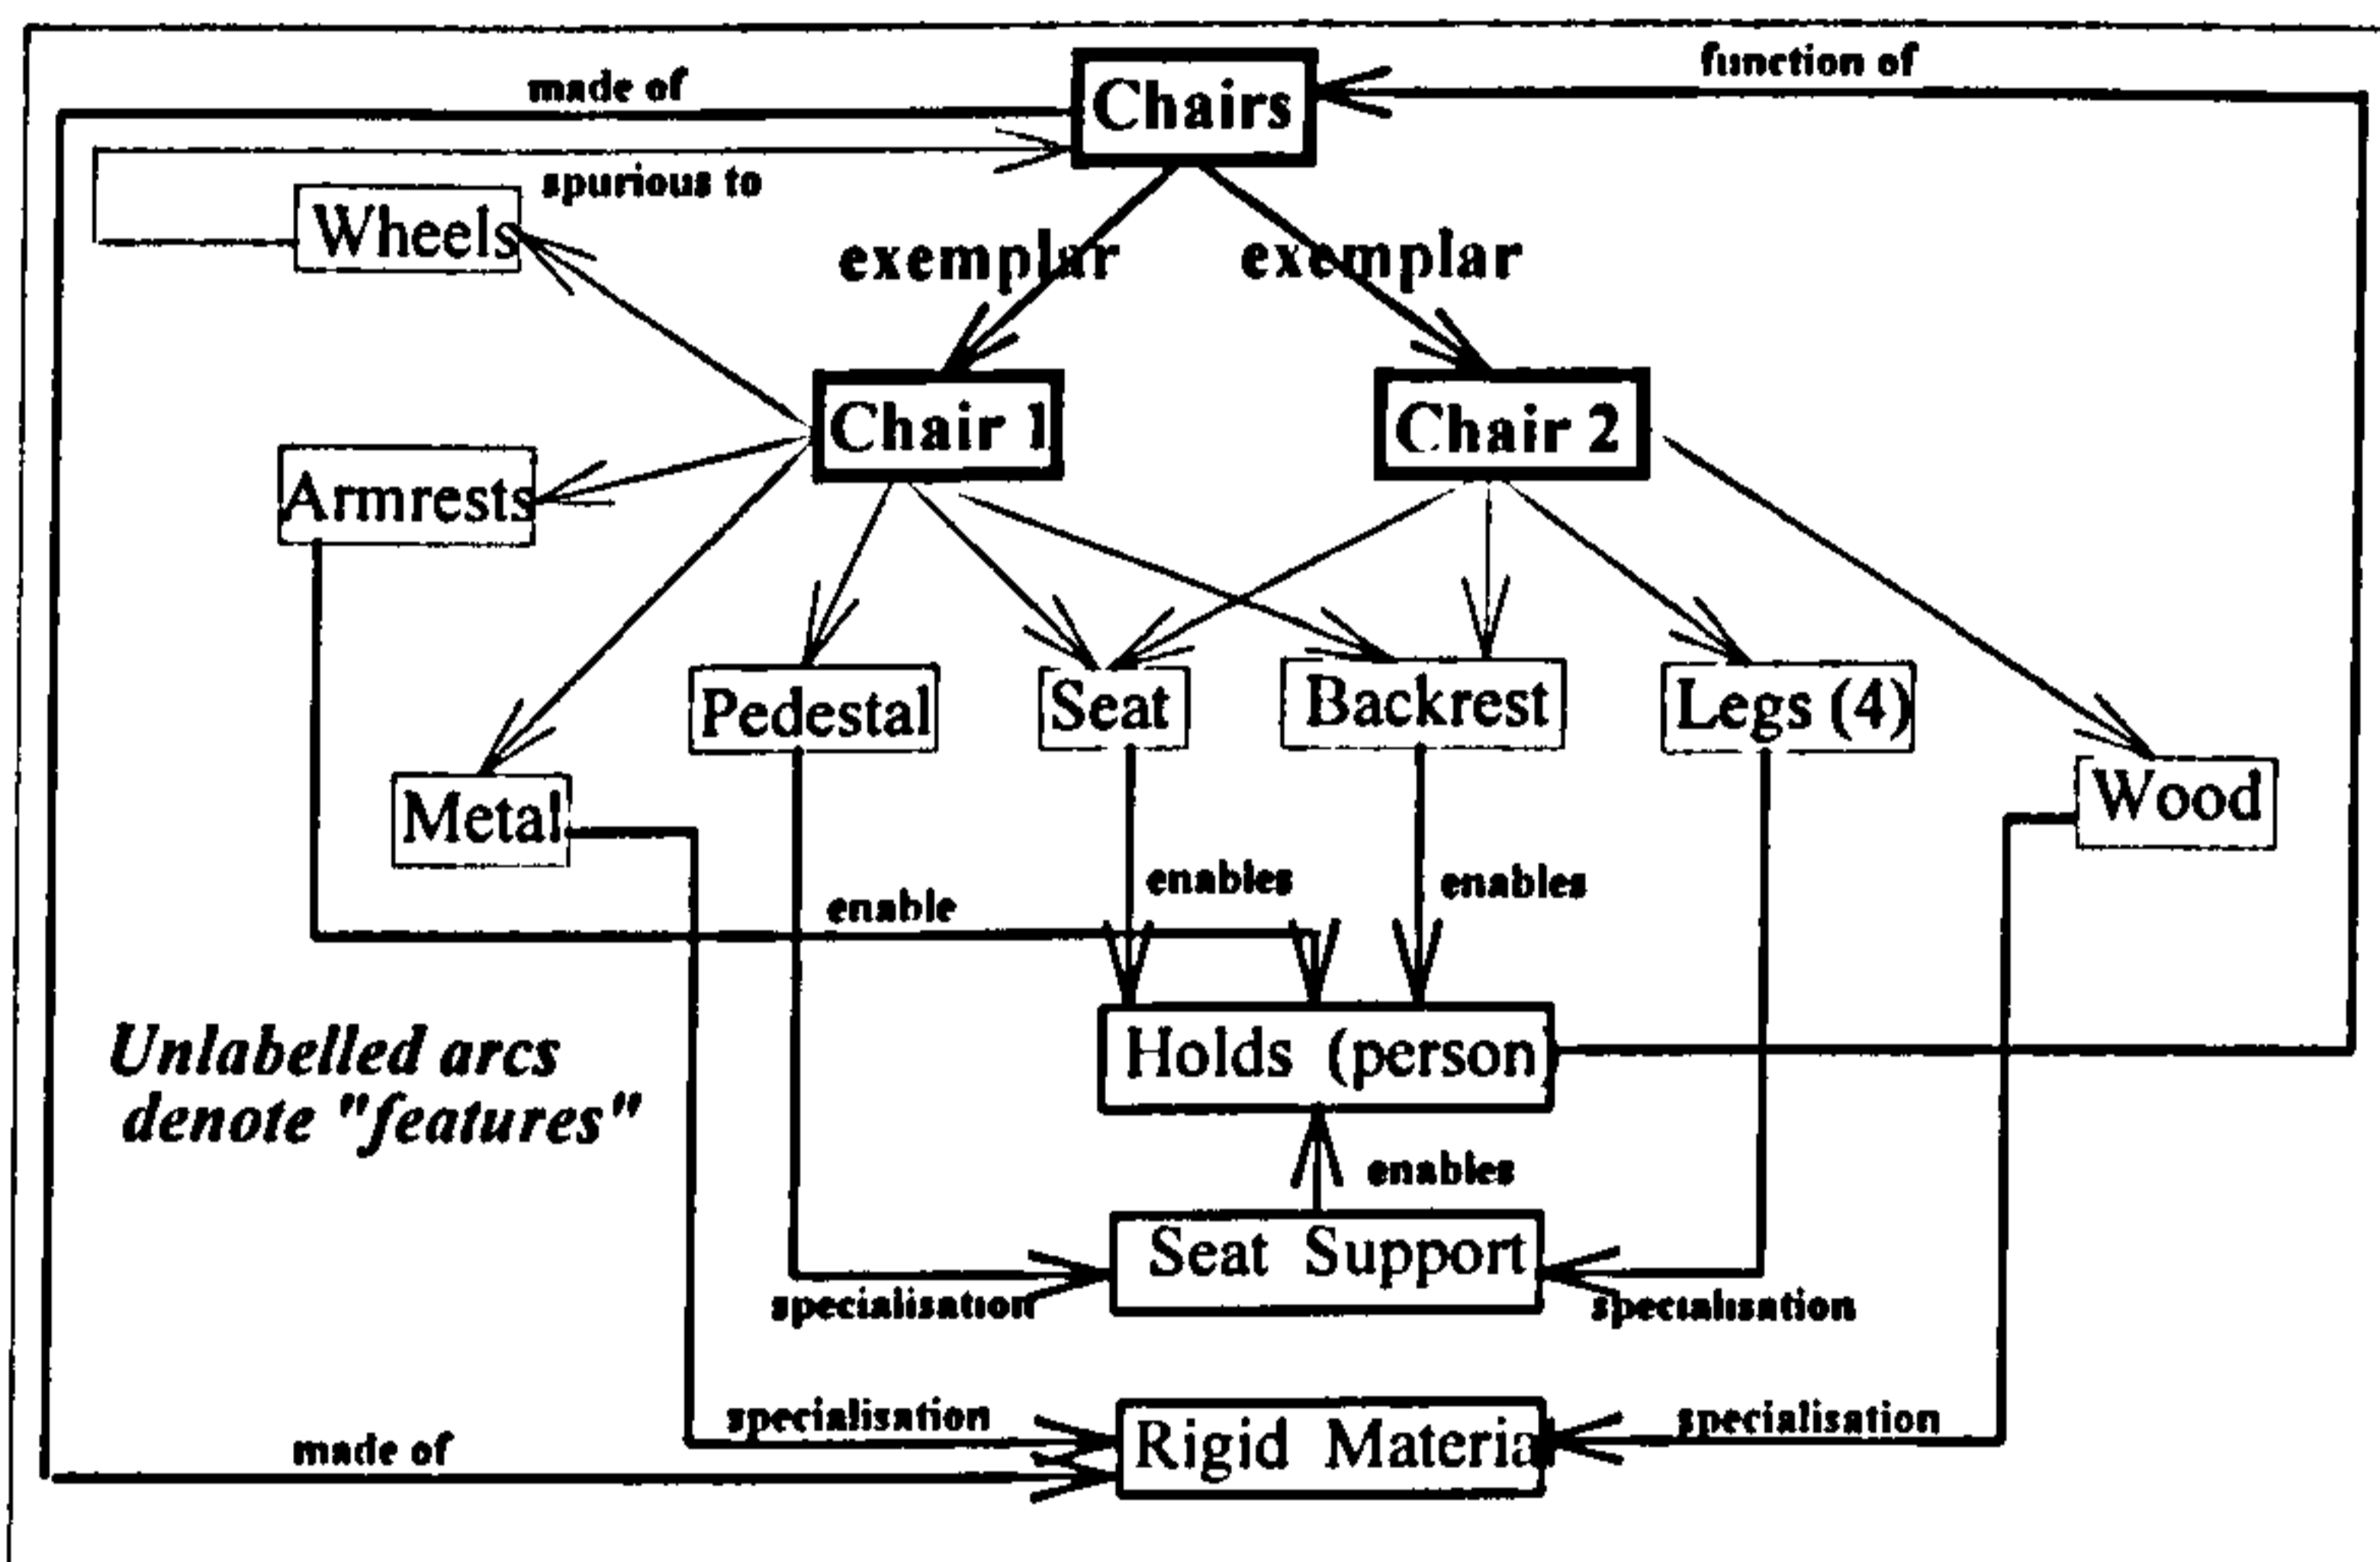 function of
made of
Chairs
spurious to
Wheels
exemplar
exemplar
Chair 1
Chair 2
Armrests
Pedestal
Seat
Backrest
Legs (4)
Metal
Wood
enables
enables
enable
Unlabelled arcs
denote "features"
Holds (person)
enables
Seat Support
specialisation
specialisation
specialisation
specialisation
made of
Rigid Materia